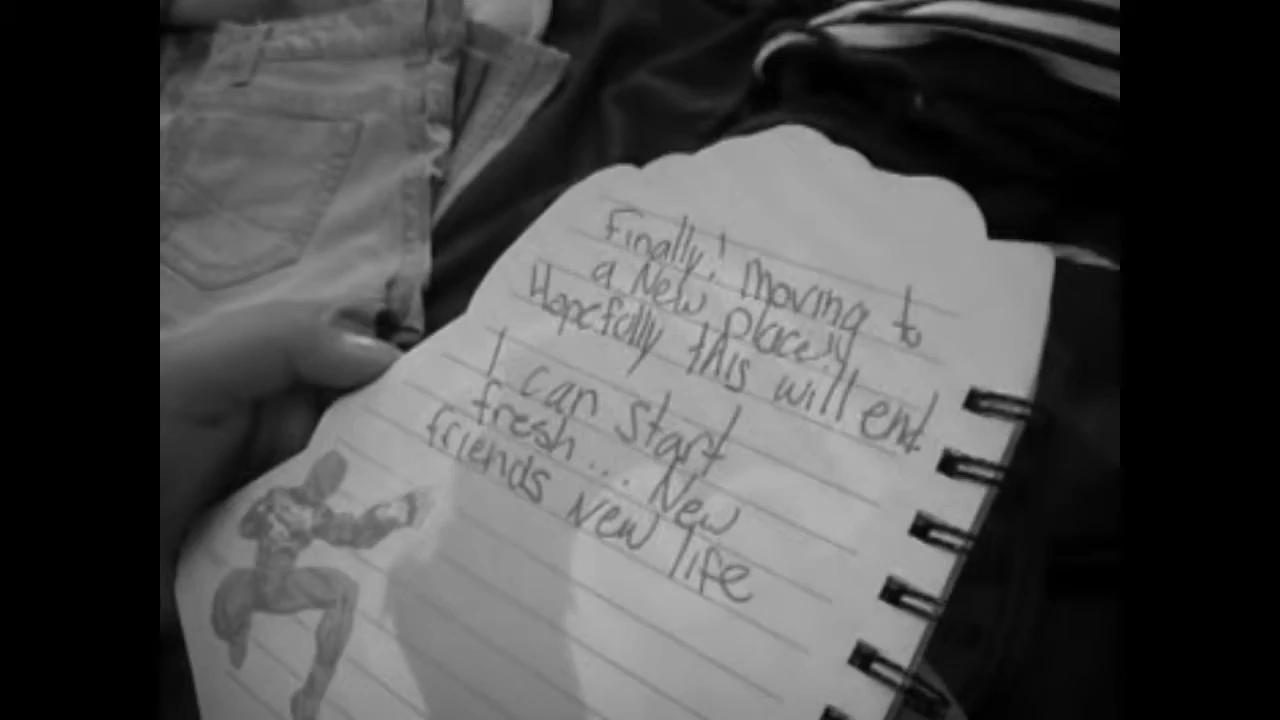 Finally! Moving to
a New Place!!
Hopefully this will end
I can start
fresh... New
friends New life